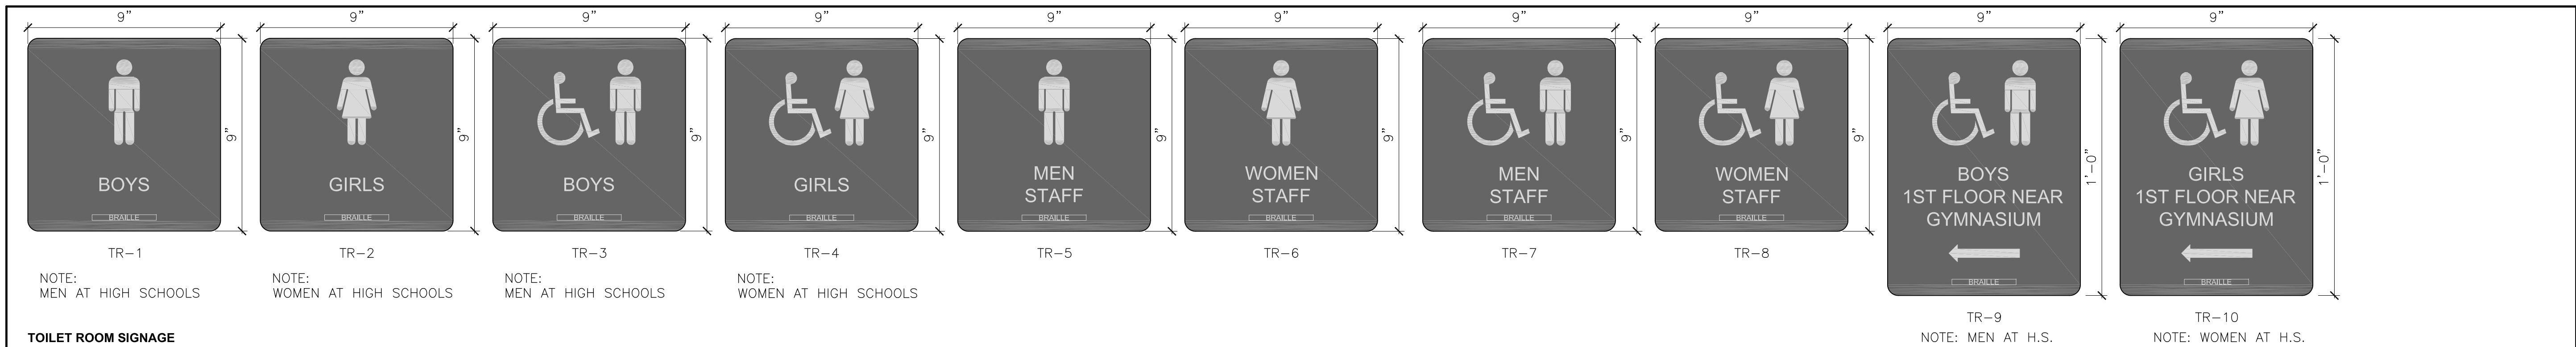 9" 9" 9" 9" 9" 9" 9" 9" 9" 9"
BOYS
BRAILLE
9"
TR-1
NOTE:
MEN AT HIGH SCHOOLS
GIRLS
BRAILLE
9"
TR-2
NOTE:
WOMEN AT HIGH SCHOOLS
BOYS
BRAILLE
9"
TR-3
NOTE:
MEN AT HIGH SCHOOLS
GIRLS
BRAILLE
9"
TR-4
NOTE:
WOMEN AT HIGH SCHOOLS
MEN
STAFF
BRAILLE
9"
TR-5
WOMEN
STAFF
BRAILLE
9"
TR-6
MEN
STAFF
BRAILLE
9"
TR-7
WOMEN
STAFF
BRAILLE
9"
TR-8
BOYS
1ST FLOOR NEAR
GYMNASIUM
BRAILLE
1'-0"
TR-9
NOTE: MEN AT H.S.
GIRLS
1ST FLOOR NEAR
GYMNASIUM
BRAILLE
1'-0"
TR-10
NOTE: WOMEN AT H.S.
TOILET ROOM SIGNAGE